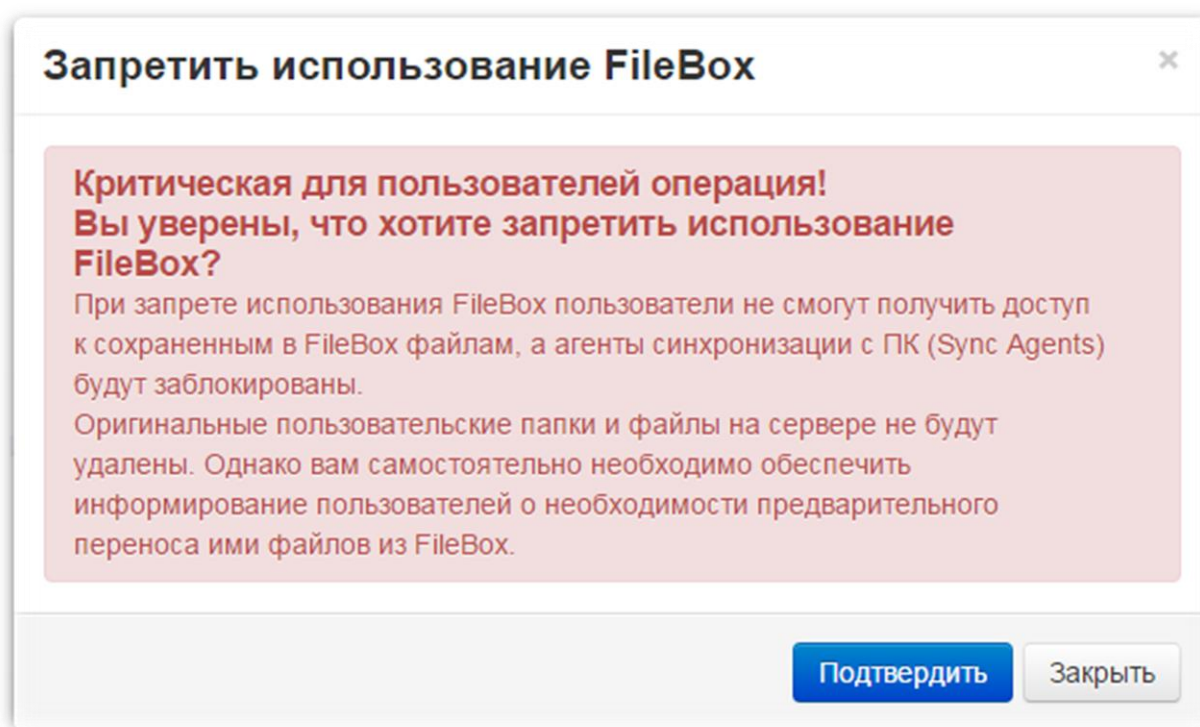 Запретить использование FileBox
×
Критическая для пользователей операция!
Вы уверены, что хотите запретить использование
FileBox?
При запрете использования FileBox пользователи не смогут получить доступ
к сохраненным в FileBox файлам, а агенты синхронизации с ПК (Sync Agents)
будут заблокированы.
Оригинальные пользовательские папки и файлы на сервере не будут
удалены. Однако вам самостоятельно необходимо обеспечить
информирование пользователей о необходимости предварительного
переноса ими файлов из FileBox.
Подтвердить
Закрыть